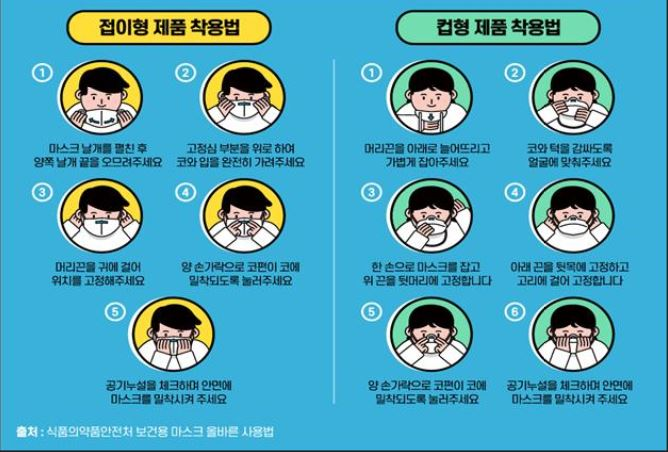 접이형 제품 착용법
1
마스크 날개를 펼친 후
양쪽 날개 끝을 오므려주세요
2
고정심 부분을 위로 하여
코와 입을 완전히 가려주세요
3
머리끈을 귀에 걸어
위치를 고정해주세요
4
양 손가락으로 코편이 코에
밀착되도록 눌러주세요
5
공기누설을 체크하며 안면에
마스크를 밀착시켜 주세요
컵형 제품 착용법
1
머리끈을 아래로 늘어뜨리고
가볍게 잡아주세요
2
코와 턱을 감싸도록
얼굴에 맞춰주세요
3
한 손으로 마스크를 잡고
위 끈을 뒷머리에 고정합니다
4
아래 끈을 뒷목에 고정하고
고리에 걸어 고정합니다
5
양 손가락으로 코편이 코에
밀착되도록 눌러주세요
6
공기누설을 체크하며 안면에
마스크를 밀착시켜 주세요
출처 : 식품의약품안전처 보건용 마스크 올바른 사용법